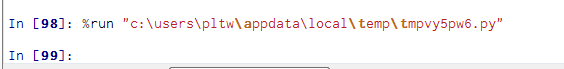 In [98]: %run "c:\users\pltw\appdata\local\temp\tmpvy5pw6.py"
In [99]: